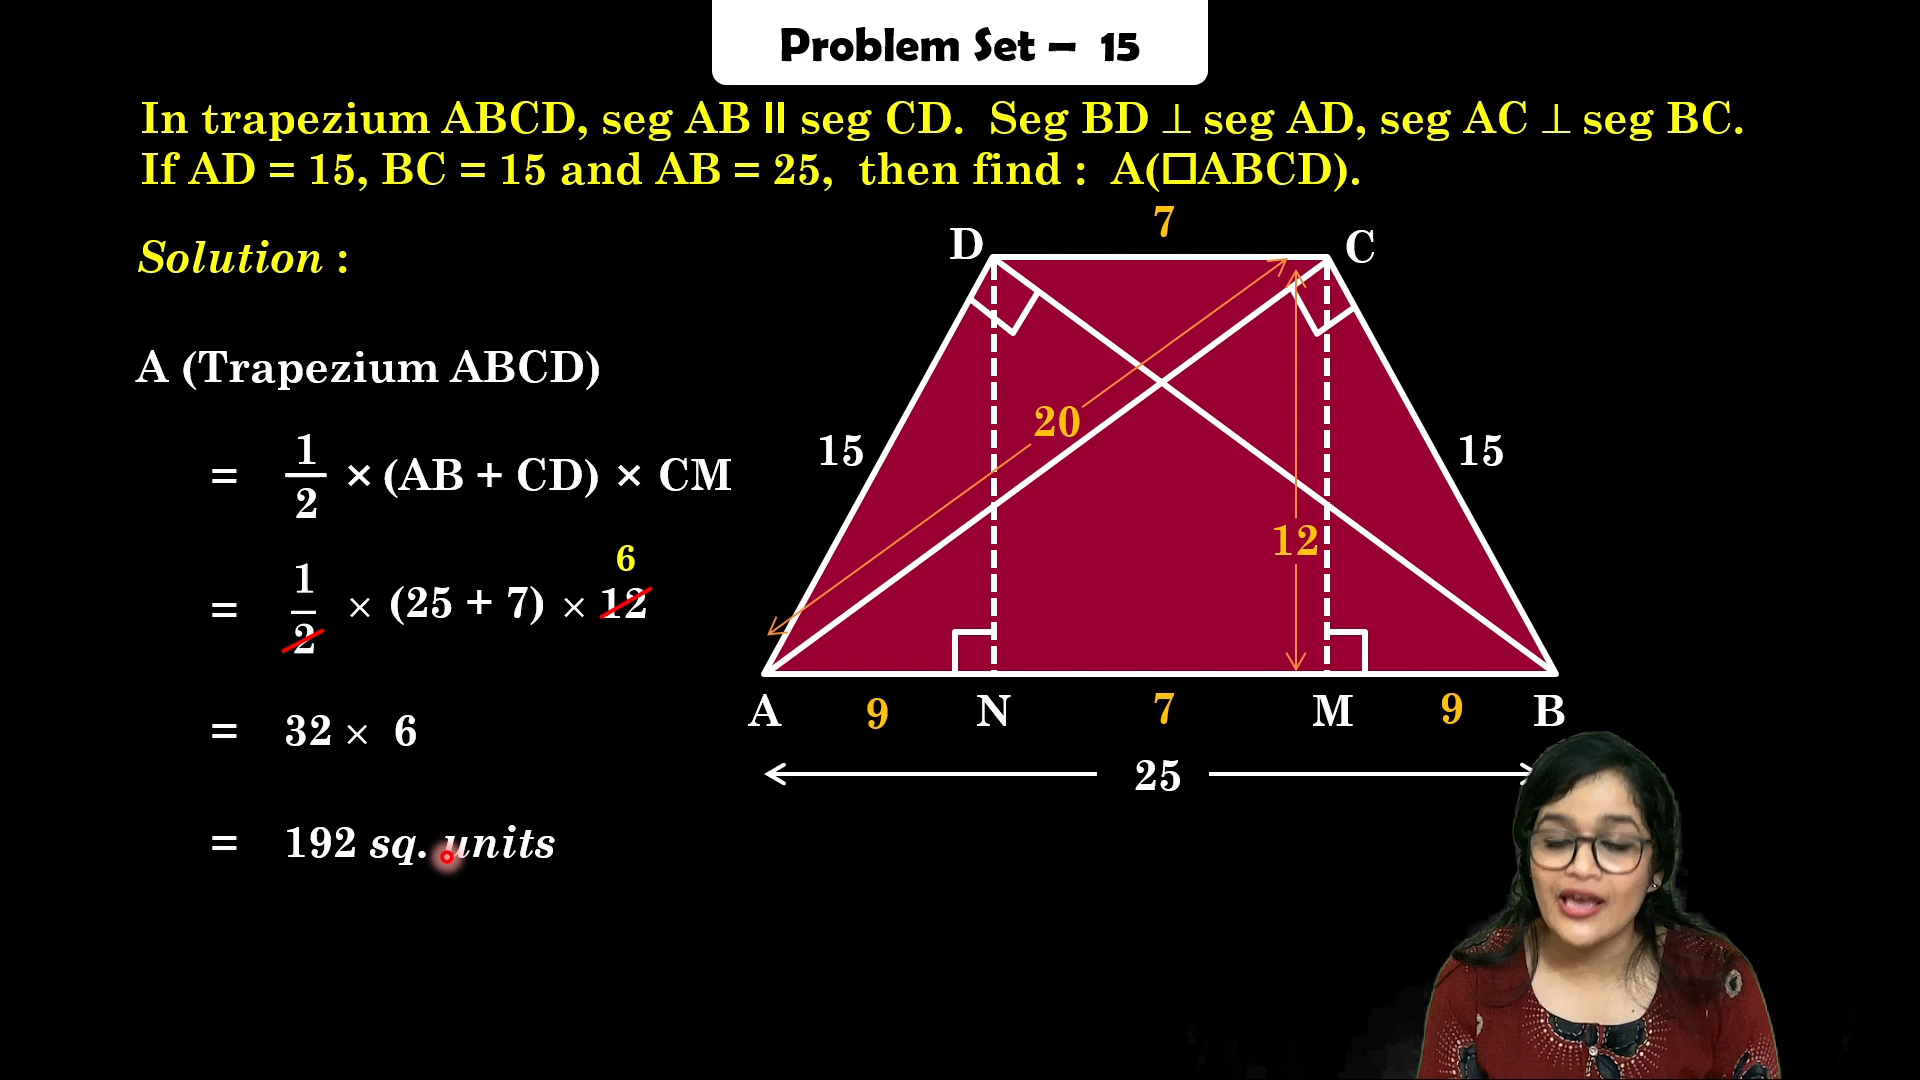 Problem Set – 15
In trapezium ABCD, seg AB || seg CD. Seg BD ⊥ seg AD, seg AC ⊥ seg BC.
If AD = 15, BC = 15 and AB = 25, then find : A(□ABCD).
Solution :
A (Trapezium ABCD)
= 1/2 × (AB + CD) × CM
6
= 1/2 × (25 + 7) × 12
= 32 × 6
= 192 sq. units
7
D
C
20
15
15
12
A
9
N
7
M
9
B
25